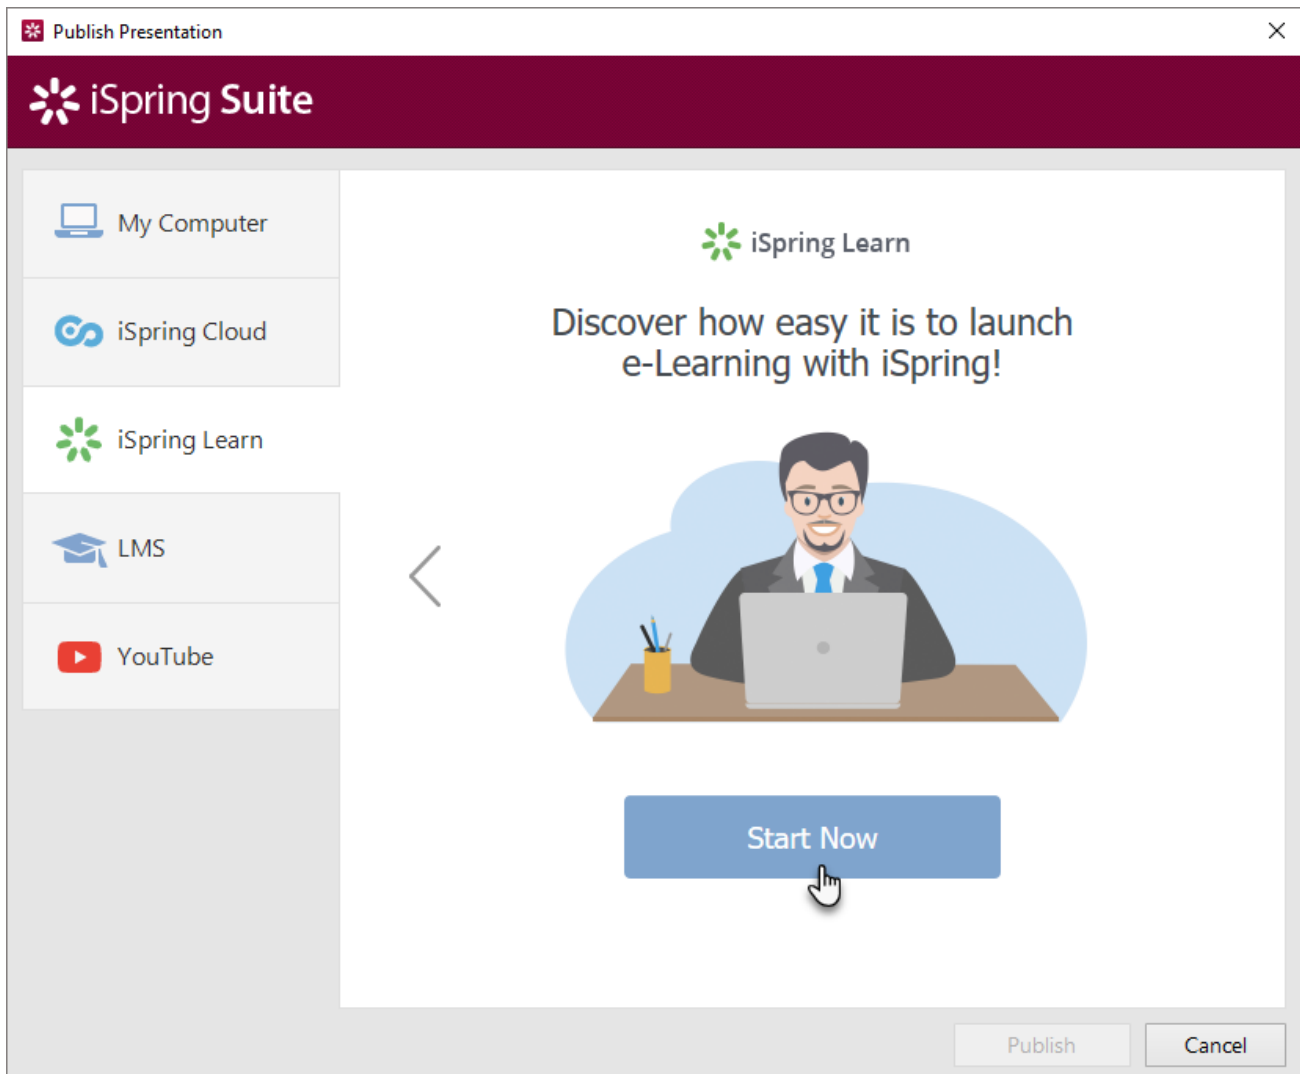 Publish Presentation
iSpring Suite
My Computer
iSpring Cloud
iSpring Learn
LMS
YouTube
iSpring Learn
Discover how easy it is to launch
e-Learning with iSpring!
Start Now
Publish
Cancel